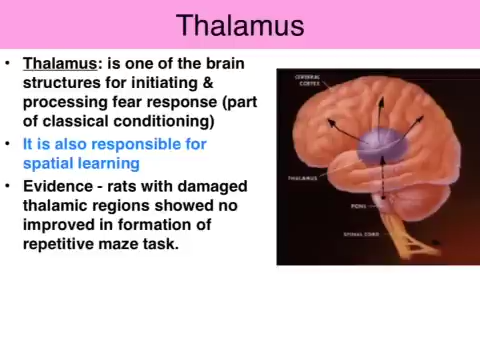 Thalamus
• Thalamus: is one of the brain
structures for initiating &
processing fear response (part
of classical conditioning)
• It is also responsible for
spatial learning
• Evidence - rats with damaged
thalamic regions showed no
improved in formation of
repetitive maze task.
CEREBRAL
CORTEX
THALAMUS
PONS
SPINAL CORD